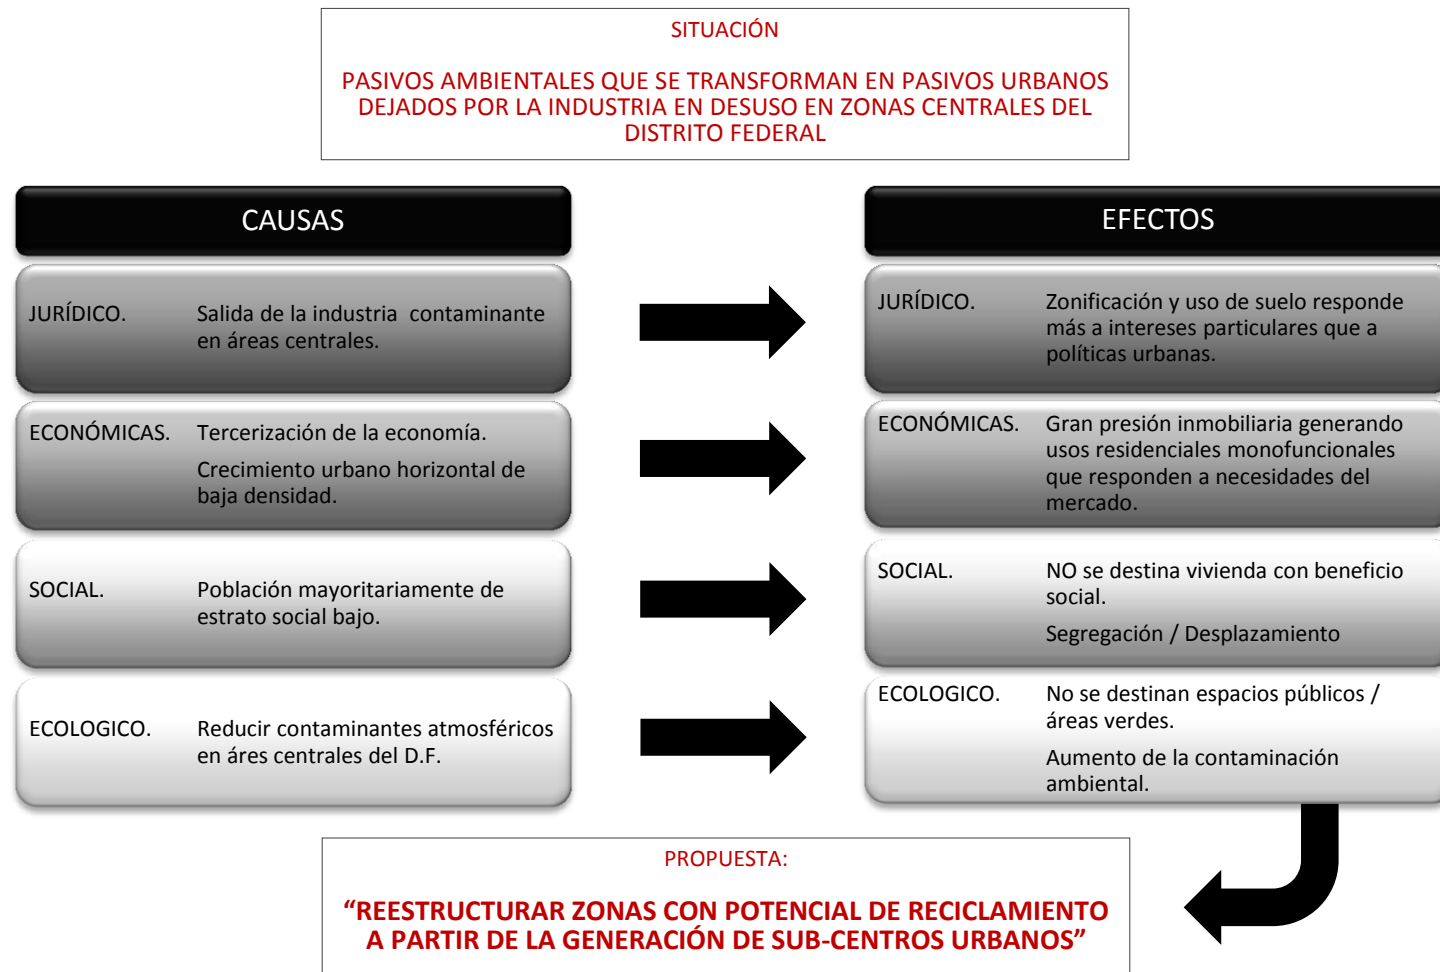 SITUACIÓN
PASIVOS AMBIENTALES QUE SE TRANSFORMAN EN PASIVOS URBANOS
DEJADOS POR LA INDUSTRIA EN DESUSO EN ZONAS CENTRALES DEL
DISTRITO FEDERAL
CAUSAS
JURÍDICO. Salida de la industria contaminante
en áreas centrales.
ECONÓMICAS. Tercerización de la economía.
Crecimiento urbano horizontal de
baja densidad.
SOCIAL. Población mayoritariamente de
estrato social bajo.
ECOLOGICO. Reducir contaminantes atmosféricos
en áres centrales del D.F.
EFECTOS
JURÍDICO. Zonificación y uso de suelo responde
más a intereses particulares que a
políticas urbanas.
ECONÓMICAS. Gran presión inmobiliaria generando
usos residenciales monofuncionales
que responden a necesidades del
mercado.
SOCIAL. NO se destina vivienda con beneficio
social.
Segregación / Desplazamiento
ECOLOGICO. No se destinan espacios públicos /
áreas verdes.
Aumento de la contaminación
ambiental.
PROPUESTA:
“REESTRUCTURAR ZONAS CON POTENCIAL DE RECICLAMIENTO
A PARTIR DE LA GENERACIÓN DE SUB-CENTROS URBANOS”